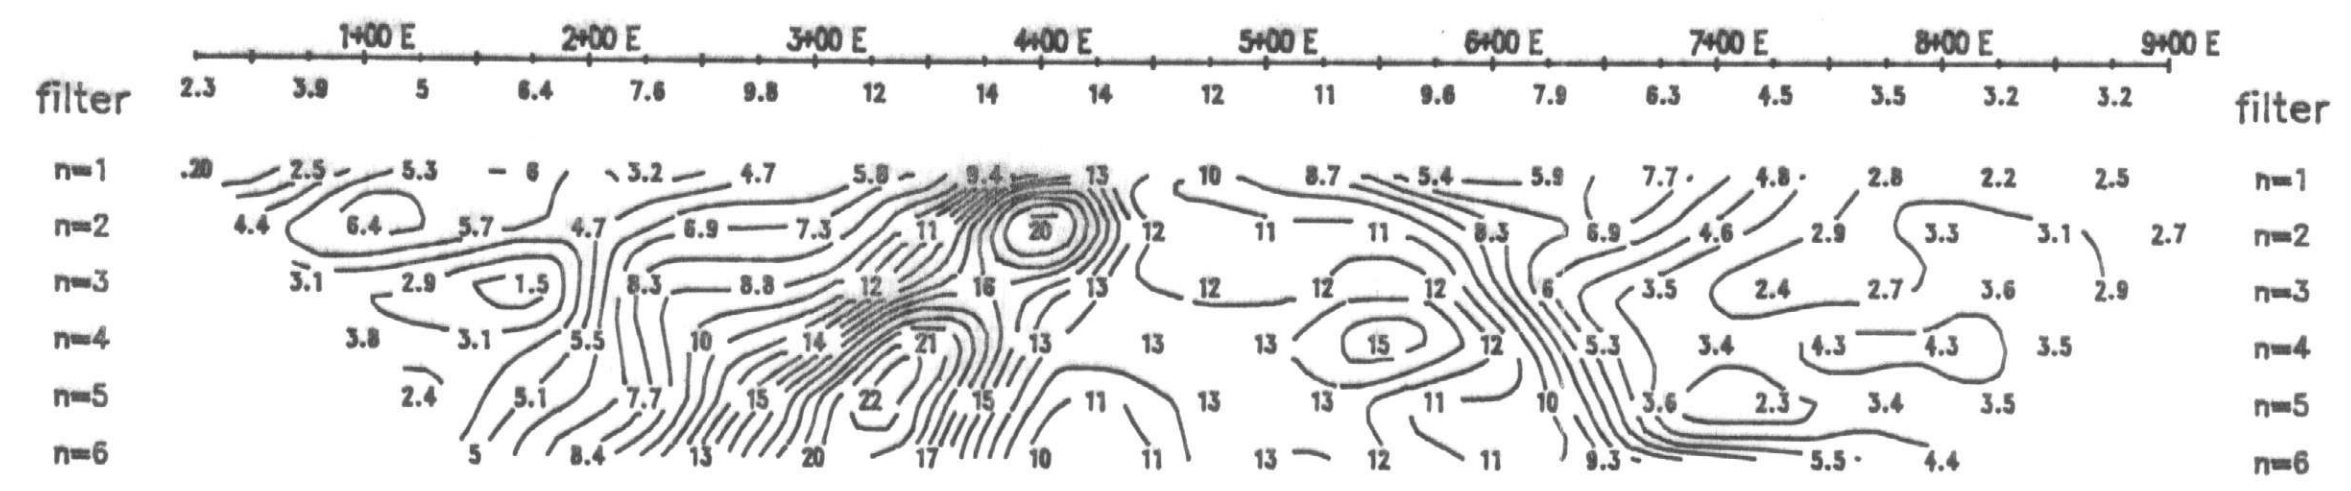 1+00 E 2+00 E 3+00 E 4+00 E 5+00 E 6+00 E 7+00 E 8+00 E 9+00 E
filter 2.3 3.9 5 6.4 7.6 9.8 12 14 14 12 11 9.6 7.9 6.3 4.5 3.5 3.2 3.2 filter
n=1 .20 2.5 5.3 6 3.2 4.7 5.8 9.4 13 10 8.7 5.4 5.9 7.7 4.8 2.8 2.2 2.5 n=1
n=2 4.4 6.4 5.7 4.7 6.9 7.3 11 20 12 11 11 8.3 6.9 4.6 2.9 3.3 3.1 2.7 n=2
n=3 3.1 2.9 1.5 8.3 8.8 12 16 13 12 12 12 6 3.5 2.4 2.7 3.6 2.9 n=3
n=4 3.8 3.1 5.5 10 14 21 13 13 13 15 12 5.3 3.4 4.3 4.3 3.5 n=4
n=5 2.4 5.1 7.7 15 22 15 11 13 13 11 10 3.6 2.3 3.4 3.5 n=5
n=6 5 8.4 13 20 17 10 11 13 12 11 9.3 5.5 4.4 n=6